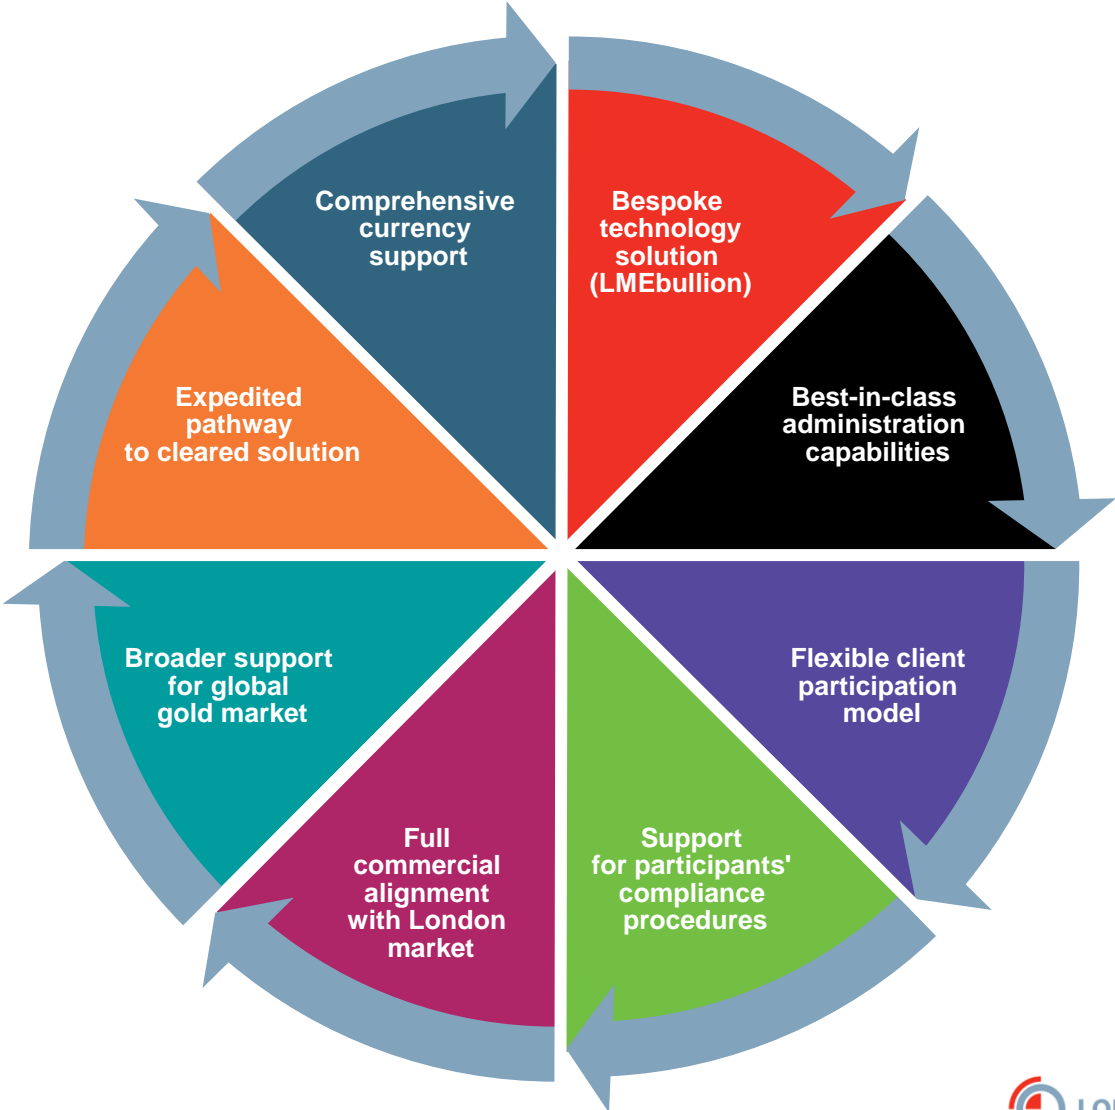 Comprehensive
currency
support
Bespoke
technology
solution
(LMEbullion)
Best-in-class
administration
capabilities
Flexible client
participation
model
Support
for participants'
compliance
procedures
Full
commercial
alignment
with London
market
Broader support
for global
gold market
Expedited
pathway
to cleared solution